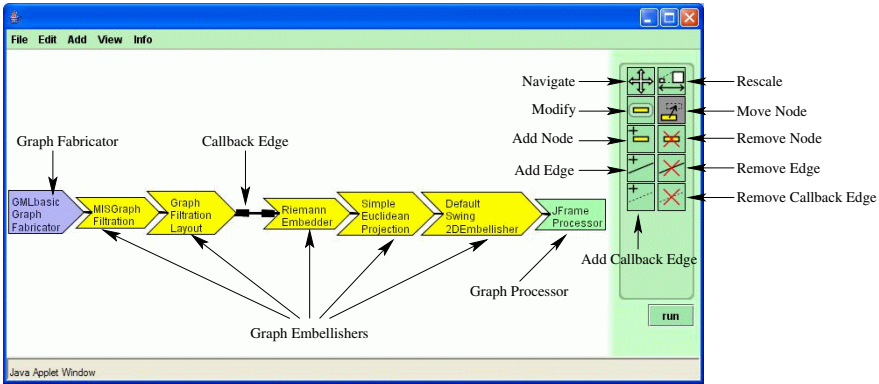 File Edit Add View Info
Navigate
Rescale
Modify
Move Node
Add Node
Remove Node
Add Edge
Remove Edge
Remove Callback Edge
Add Callback Edge
Graph Fabricator
Callback Edge
GMLbasic
Graph
Fabricator
MISGraph
Filtration
Graph
Filtration
Layout
Riemann
Embedder
Simple
Euclidean
Projection
Default
Swing
2DEmbellisher
JFrame
Processor
Graph Processor
Graph Embellishers
run
Java Applet Window